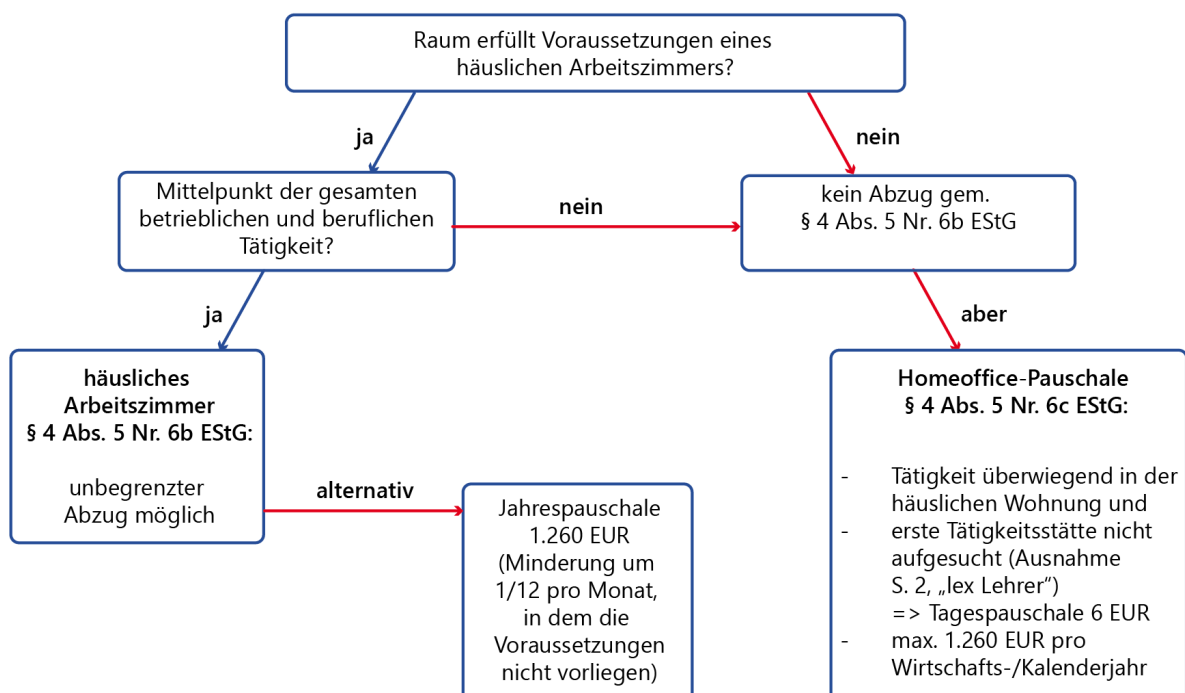 Raum erfüllt Voraussetzungen eines
häuslichen Arbeitszimmers?
ja
nein
Mittelpunkt der gesamten
betrieblichen und beruflichen
Tätigkeit?
nein
kein Abzug gem.
§ 4 Abs. 5 Nr. 6b EStG
ja
aber
häusliches
Arbeitszimmer
§ 4 Abs. 5 Nr. 6b EStG:
unbegrenzter
Abzug möglich
alternativ
Jahrespauschale
1.260 EUR
(Minderung um
1/12 pro Monat,
in dem die
Voraussetzungen
nicht vorliegen)
Homeoffice-Pauschale
§ 4 Abs. 5 Nr. 6c EStG:
- Tätigkeit überwiegend in der
häuslichen Wohnung und
- erste Tätigkeitsstätte nicht
aufgesucht (Ausnahme
S. 2, „lex Lehrer“)
=> Tagespauschale 6 EUR
- max. 1.260 EUR pro
Wirtschafts-/Kalenderjahr